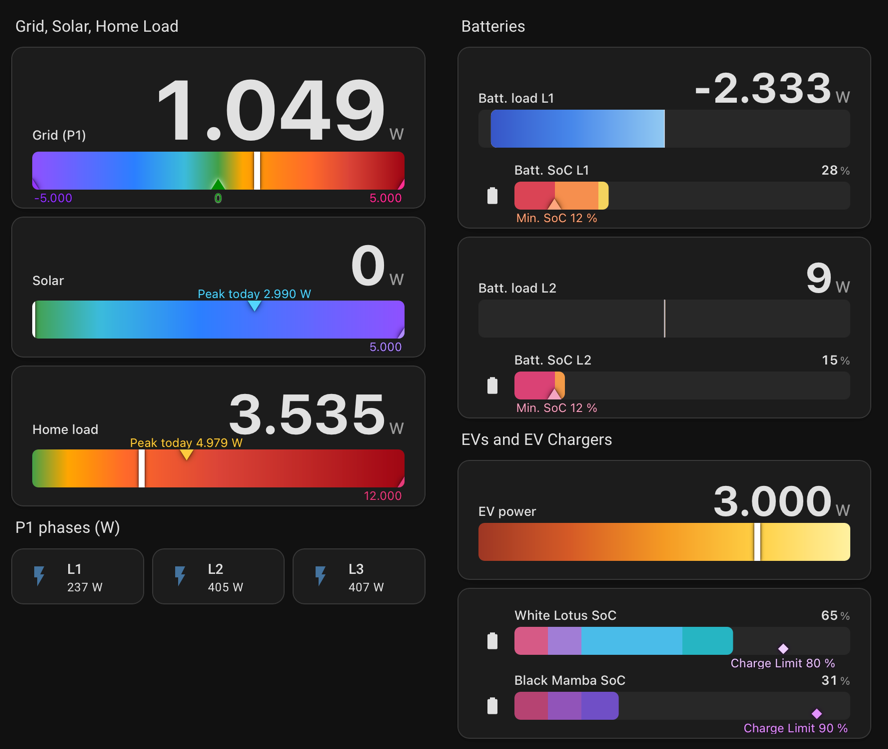 Grid, Solar, Home Load
Grid (P1)
1.049 W
-5.000
0
5.000
Solar
0 W
Peak today 2.990 W
5.000
Home load
3.535 W
Peak today 4.979 W
12.000
P1 phases (W)
L1
237 W
L2
405 W
L3
407 W
Batteries
Batt. load L1
-2.333 W
Batt. SoC L1
28 %
Min. SoC 12 %
Batt. load L2
9 W
Batt. SoC L2
15 %
Min. SoC 12 %
EVs and EV Chargers
EV power
3.000 W
White Lotus SoC
65 %
Charge Limit 80 %
Black Mamba SoC
31 %
Charge Limit 90 %